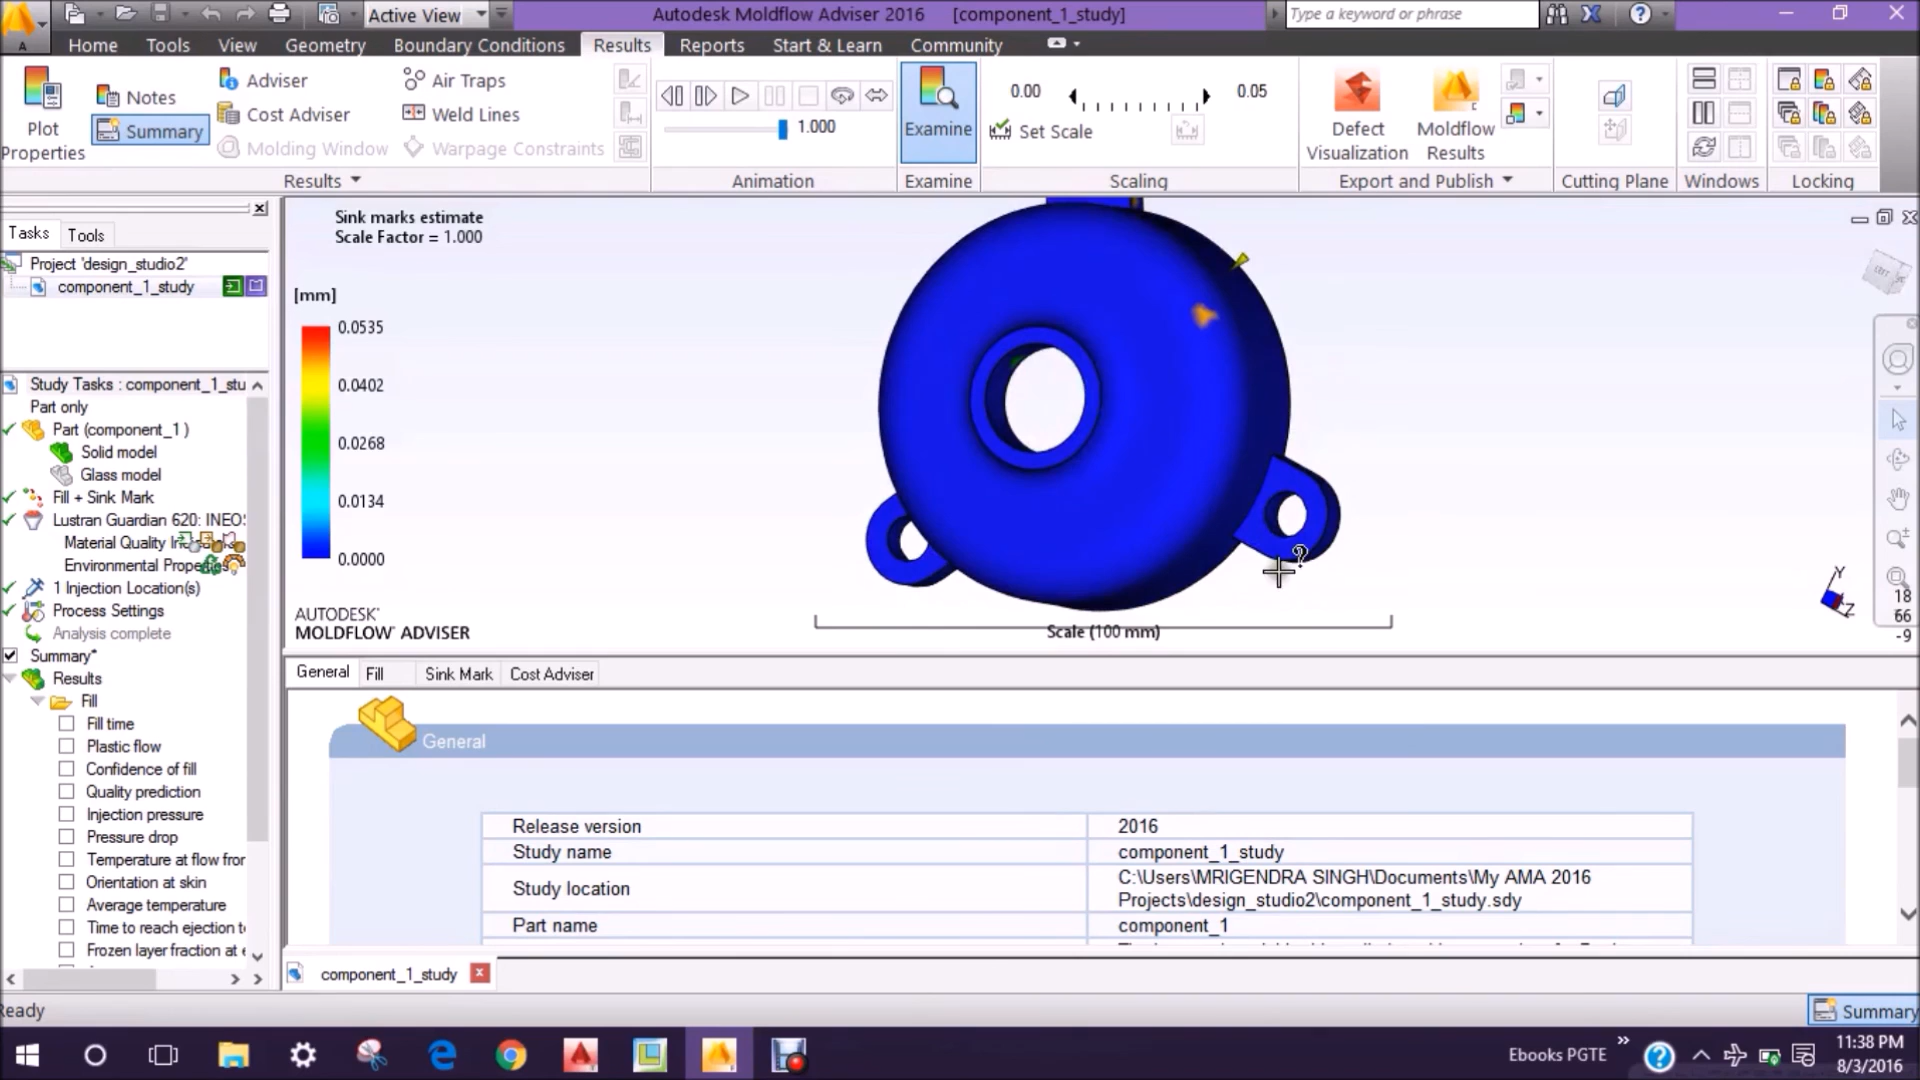 Active View
Autodesk Moldflow Adviser 2016 [component_1_study]
Type a keyword or phrase
Home Tools View Geometry Boundary Conditions Results Reports Start & Learn Community
Plot Properties
Notes
Summary
Adviser
Cost Adviser
Molding Window
Air Traps
Weld Lines
Warpage Constraints
Results
1.000
Animation
Examine
Examine
0.00 0.05
Set Scale
Scaling
Defect Visualization
Moldflow Results
Export and Publish
Cutting Plane
Windows
Locking
Tasks Tools
Project 'design_studio2'
component_1_study
Study Tasks : component_1_stu
Part only
Part (component_1 )
Solid model
Glass model
Fill + Sink Mark
Lustran Guardian 620: INEO
Material Quality In
Environmental Prope
1 Injection Location(s)
Process Settings
Analysis complete
Summary*
Results
Fill
Fill time
Plastic flow
Confidence of fill
Quality prediction
Injection pressure
Pressure drop
Temperature at flow fror
Orientation at skin
Average temperature
Time to reach ejection t
Frozen layer fraction at
Sink marks estimate
Scale Factor = 1.000
[mm]
0.0535
0.0402
0.0268
0.0134
0.0000
AUTODESK
MOLDFLOW ADVISER
Scale (100 mm)
LEFT
Y
Z
18
66
-9
General Fill Sink Mark Cost Adviser
General
Release version 2016
Study name component_1_study
Study location C:\Users\MRIGENDRA SINGH\Documents\My AMA 2016
Projects\design_studio2\component_1_study.sdy
Part name component_1
component_1_study
Ready
Summary
Ebooks PGTE
11:38 PM
8/3/2016